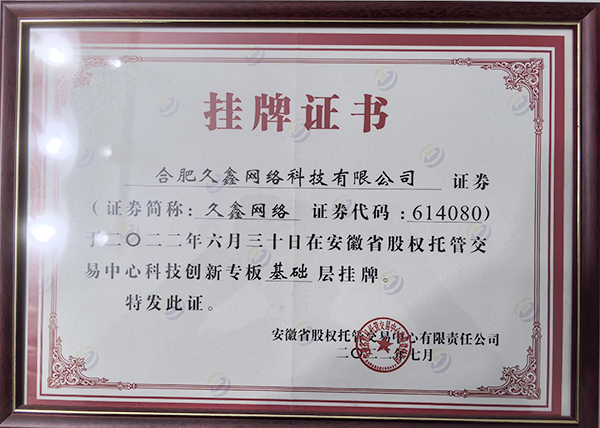 挂牌证书
合肥久鑫网络科技有限公司 证券
(证券简称:久鑫网络 证券代码:614080)
于二〇二二年六月三十日在安徽省股权托管交
易中心科技创新专板基础层挂牌。
特发此证。
安徽省股权托管交易中心有限责任公司
二〇二二年七月